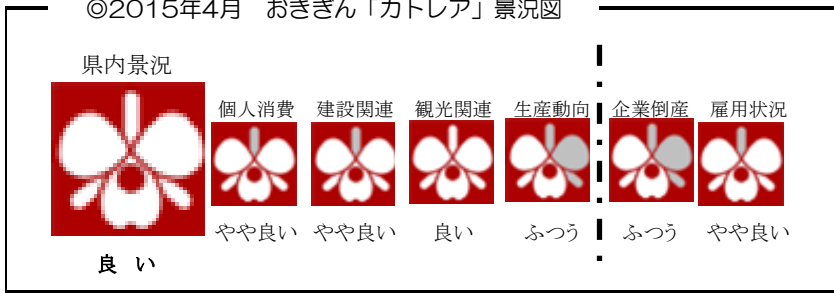 ©2015年4月 おきぎん「カトレア」景況図
県内景況
個人消費 建設関連 観光関連 生産動向 企業倒産 雇用状況
やや良い やや良い 良い ふつう ふつう やや良い
良 い